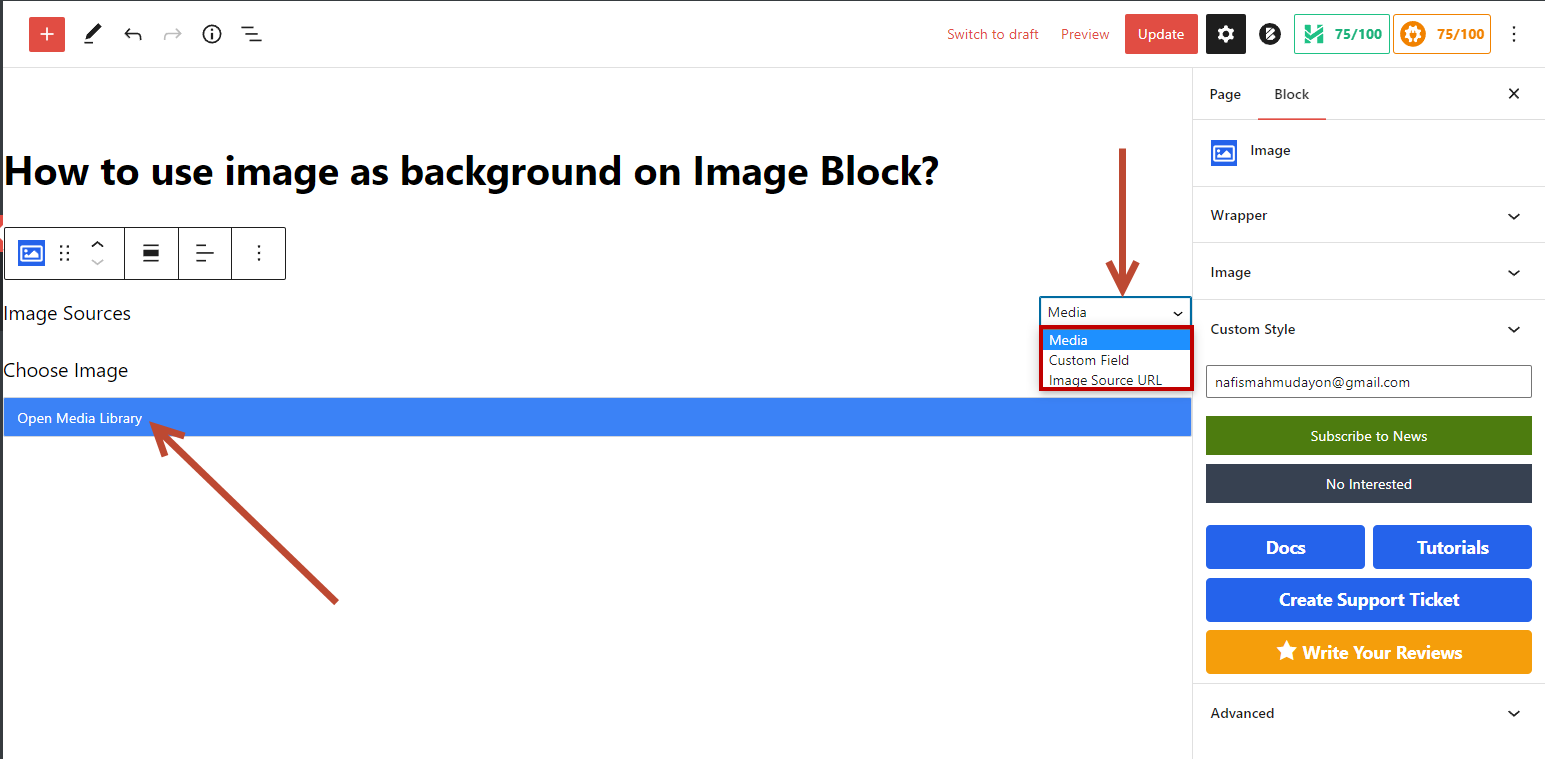 Switch to draft
Preview
Update
75/100
75/100
Page
Block
Image
How to use image as background on Image Block?
Wrapper
Image
Image Sources
Media
Media
Custom Field
Image Source URL
Choose Image
Open Media Library
Custom Style
nafismahmudayon@gmail.com
Subscribe to News
No Interested
Docs
Tutorials
Create Support Ticket
Write Your Reviews
Advanced